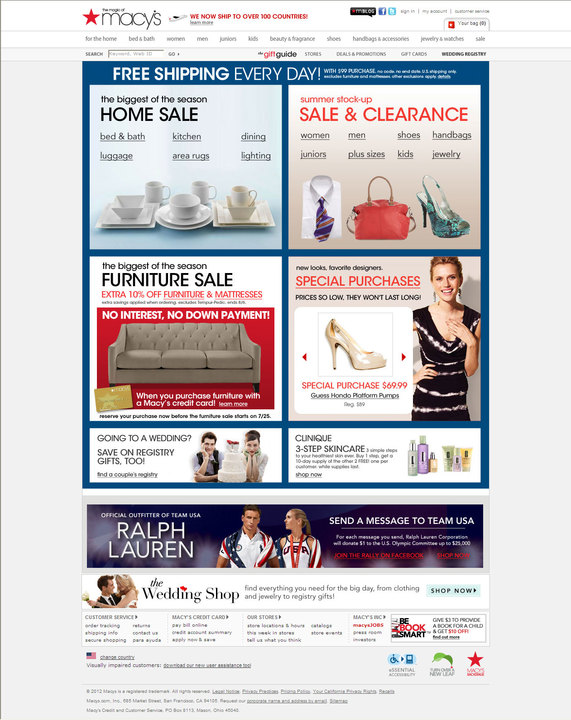 the magic of
macy's
WE NOW SHIP TO OVER 100 COUNTRIES!
learn more
mBLOG
sign in | my account | customer service
Your bag (0)
for the home bed & bath women men juniors kids beauty & fragrance shoes handbags & accessories jewelry & watches sale
SEARCH Keyword, Web ID GO
the giftguide STORES DEALS & PROMOTIONS GIFT CARDS WEDDING REGISTRY
FREE SHIPPING EVERY DAY!
WITH $99 PURCHASE. no code. no end date. U.S. shipping only.
excludes furniture and mattresses. other exclusions apply. details
the biggest of the season
HOME SALE
bed & bath kitchen dining
luggage area rugs lighting
summer stock-up
SALE & CLEARANCE
women men shoes handbags
juniors plus sizes kids jewelry
the biggest of the season
FURNITURE SALE
EXTRA 10% OFF FURNITURE & MATTRESSES
extra savings applied when ordering. excludes Tempur-Pedic. ends 8/6.
NO INTEREST, NO DOWN PAYMENT!
When you purchase furniture with
a Macy's credit card! learn more
reserve your purchase now before the furniture sale starts on 7/25.
new looks, favorite designers.
SPECIAL PURCHASES
PRICES SO LOW, THEY WON'T LAST LONG!
SPECIAL PURCHASE $69.99
Guess Hondo Platform Pumps
Reg. $89
GOING TO A WEDDING?
SAVE ON REGISTRY
GIFTS, TOO!
find a couple's registry
CLINIQUE
3-STEP SKINCARE 3 simple steps
to your healthiest skin ever. Buy 1 step, get a
10-day supply of the other 2 FREE! one per
customer, while supplies last.
shop now
OFFICIAL OUTFITTER OF TEAM USA
RALPH
LAUREN
USA
SEND A MESSAGE TO TEAM USA
For each message you send, Ralph Lauren Corporation
will donate $1 to the U.S. Olympic Committee up to $25,000
JOIN THE RALLY ON FACEBOOK SHOP NOW
the
Wedding Shop
find everything you need for the big day, from clothing
and jewelry to registry gifts!
SHOP NOW
CUSTOMER SERVICE
order tracking returns
shipping info contact us
secure shopping para ayuda
MACY'S CREDIT CARD
pay bill online
credit account summary
apply now & save
OUR STORES
store locations & hours catalogs
this week in stores store events
tell us what you think
MACY'S INC
macysJOBS
press room
investors
BE BOOK SMART
GIVE $3 TO PROVIDE
A BOOK FOR A CHILD
& GET $10 OFF!
find out more
change country
Visually impaired customers: download our new user assistance tool
eSSENTIAL
ACCESSIBILITY
TURN OVER A
NEW LEAF
MACY'S
© 2012 Macys is a registered trademark. All rights reserved. Legal Notice, Privacy Practices, Pricing Policy, Your California Privacy Rights, Recalls
Macys.com, Inc., 685 Market Street, San Francisco, CA 94105. Request our corporate name and address by email. Sitemap
Macy's Credit and Customer Service, PO Box 8113, Mason, Ohio 45040.